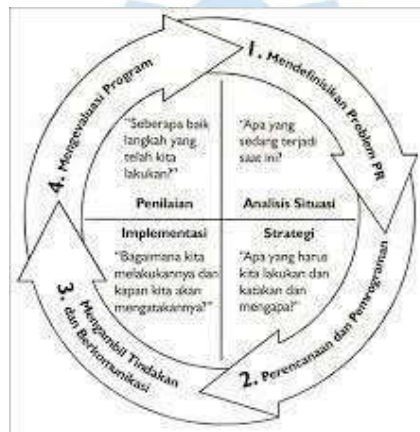 1. Mendefinisikan Problem PR
4. Mengevaluasi Program
"Seberapa baik
langkah yang
telah kita
lakukan?"
Penilaian
"Apa yang
sedang terjadi
saat ini?
Analisis Situasi
Implementasi
"Bagaimana kita
melakukannya dan
kapan kita akan
mengatakannya?"
Strategi
"Apa yang harus
kita lakukan dan
katakan dan
mengapa?"
3. Mengambil Tindakan
dan Berkomunikasi
2. Perencanaan dan Pemrograman